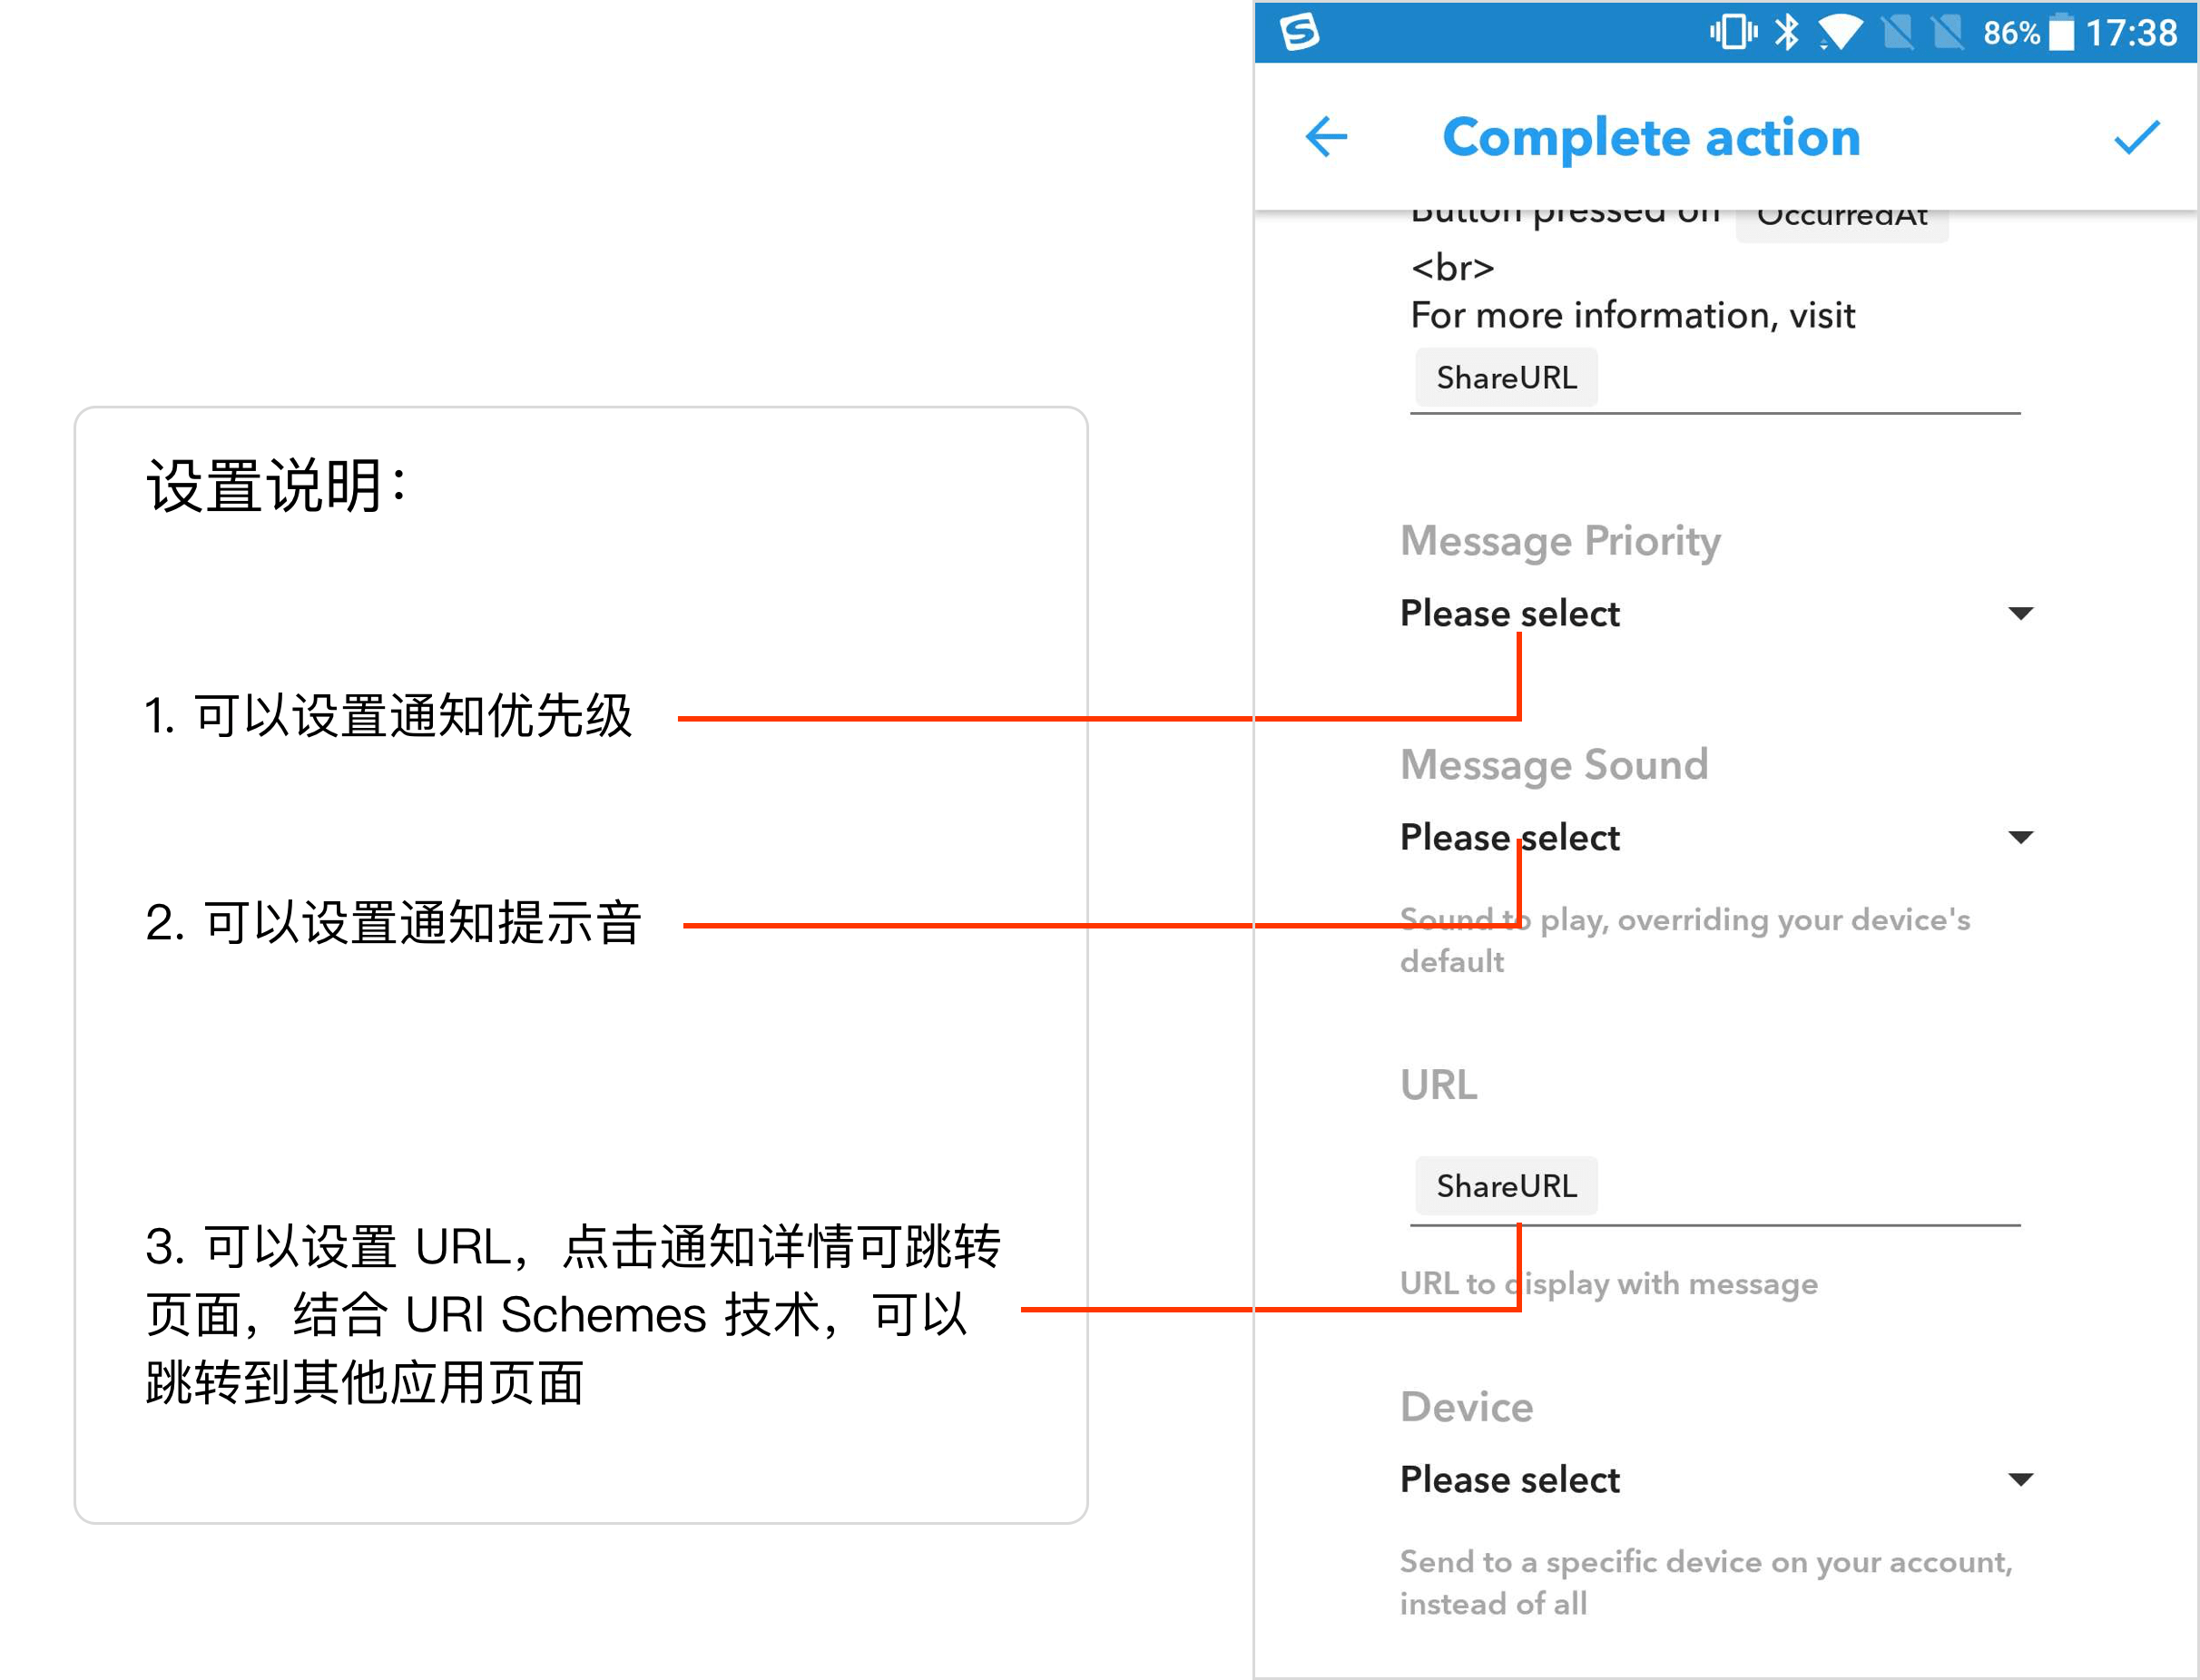 设置说明：
1. 可以设置通知优先级
2. 可以设置通知提示音
3. 可以设置 URL，点击通知详情可跳转
页面，结合 URI Schemes 技术，可以
跳转到其他应用页面
86% 17:38
Complete action
Button pressed on OccurredAt
<br>
For more information, visit
ShareURL
Message Priority
Please select
Message Sound
Please select
Sound to play, overriding your device's
default
URL
ShareURL
URL to display with message
Device
Please select
Send to a specific device on your account,
instead of all